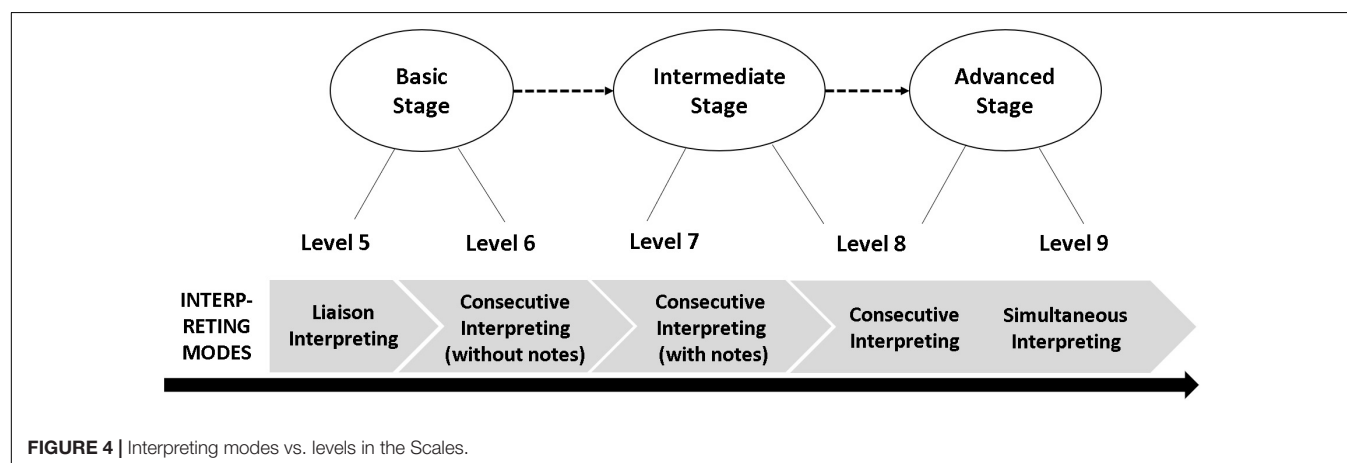 Basic
Stage
Intermediate
Stage
Advanced
Stage
Level 5
Level 6
Level 7
Level 8
Level 9
INTERP-
RETING
MODES
Liaison
Interpreting
Consecutive
Interpreting
(without notes)
Consecutive
Interpreting
(with notes)
Consecutive
Interpreting
Simultaneous
Interpreting
FIGURE 4 | Interpreting modes vs. levels in the Scales.